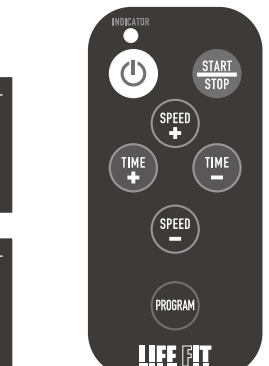 INDICATOR
START
STOP
SPEED
+
TIME
+
TIME
−
SPEED
−
PROGRAM
LIFE FIT